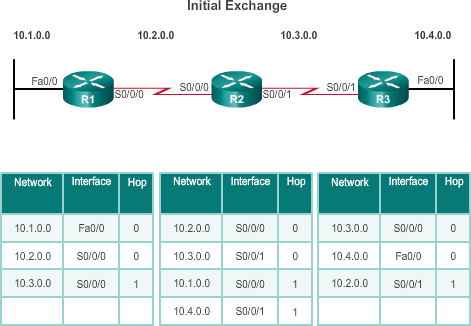 Initial Exchange
10.1.0.0 10.2.0.0 10.3.0.0 10.4.0.0
Fa0/0 S0/0/0 S0/0/0 S0/0/1 S0/0/1 Fa0/0
R1 R2 R3
Network Interface Hop Network Interface Hop Network Interface Hop
10.1.0.0 Fa0/0 0 10.2.0.0 S0/0/0 0 10.3.0.0 S0/0/0 0
10.2.0.0 S0/0/0 0 10.3.0.0 S0/0/1 0 10.4.0.0 Fa0/0 0
10.3.0.0 S0/0/0 1 10.1.0.0 S0/0/0 1 10.2.0.0 S0/0/1 1
10.4.0.0 S0/0/1 1